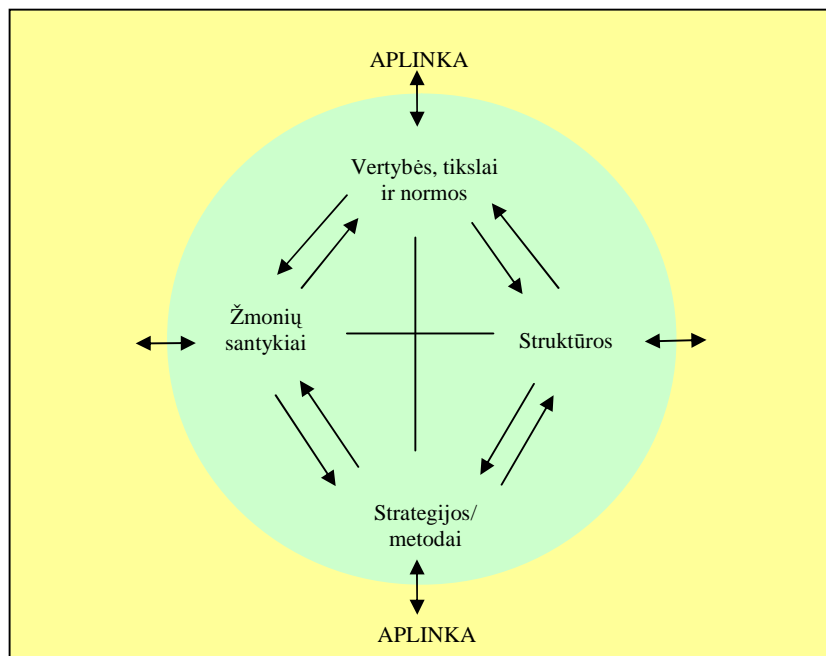 APLINKA
Vertybės, tikslai
ir normos
Žmonių
santykiai
Struktūros
Strategijos/
metodai
APLINKA